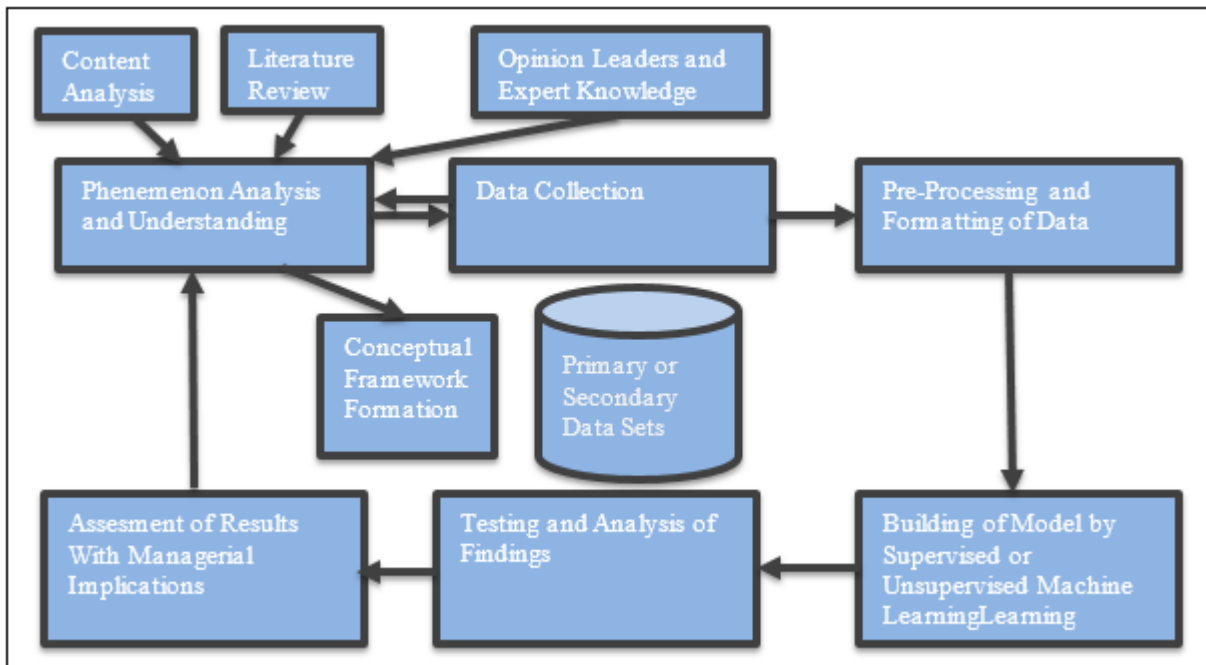 Content
Analysis
Literature
Review
Opinion Leaders and
Expert Knowledge
Phenemenon Analysis
and Understanding
Data Collection
Pre-Processing and
Formatting of Data
Conceptual
Framework
Formation
Primary or
Secondary
Data Sets
Assesment of Results
With Managerial
Implications
Testing and Analysis of
Findings
Building of Model by
Supervised or
Unsupervised Machine
LearningLearning